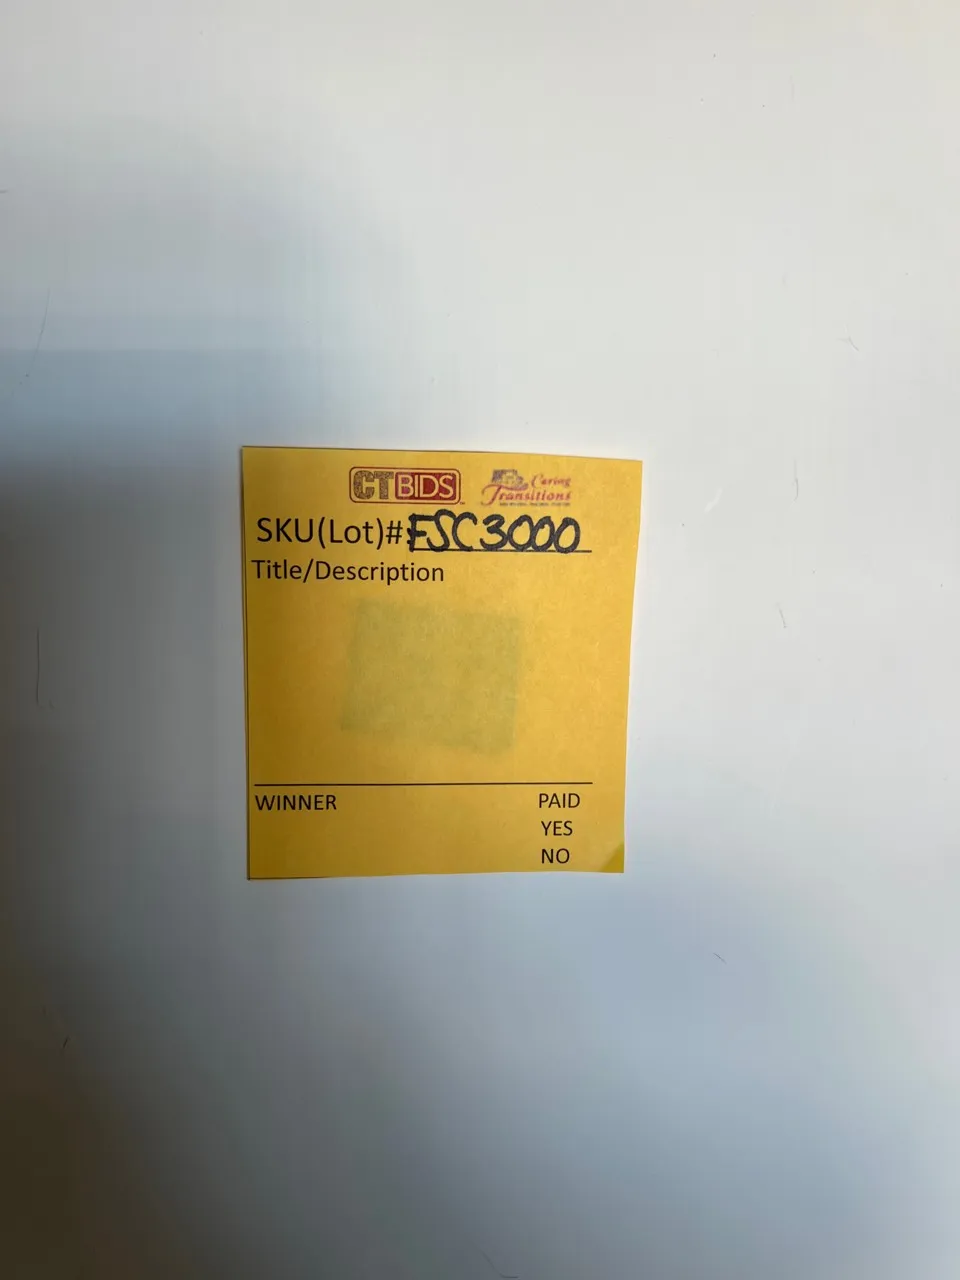 CTBIDS
Caring
Transitions
SKU(Lot)#: FSC3000
Title/Description
WINNER
PAID
YES
NO